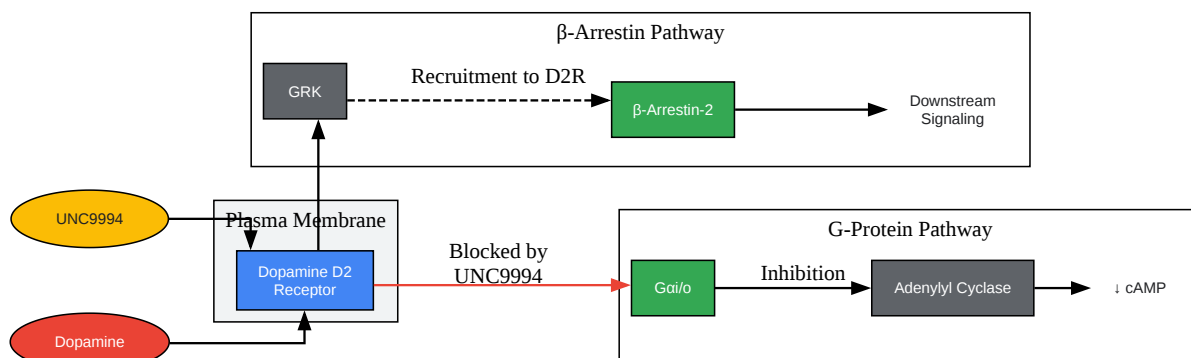 β-Arrestin Pathway
GRK
Recruitment to D2R
β-Arrestin-2
Downstream
Signaling
UNC9994
Plasma Membrane
Dopamine D2
Receptor
Blocked by
UNC9994
G-Protein Pathway
Gαi/o
Inhibition
Adenylyl Cyclase
↓ cAMP
Dopamine